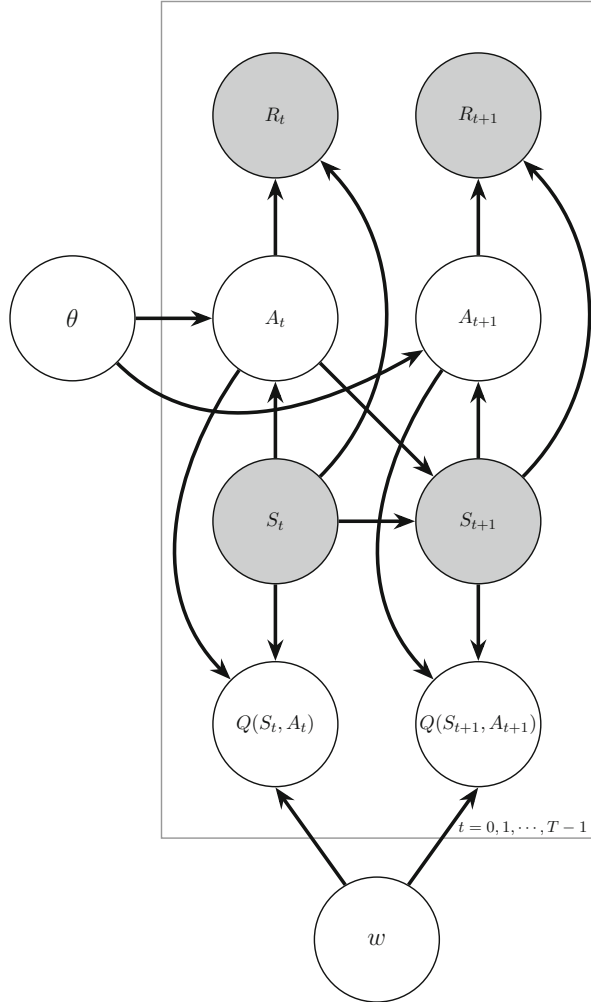 R_t R_{t+1}
θ A_t A_{t+1}
S_t S_{t+1}
Q(S_t, A_t) Q(S_{t+1}, A_{t+1})
t = 0, 1, ⋯, T − 1
w